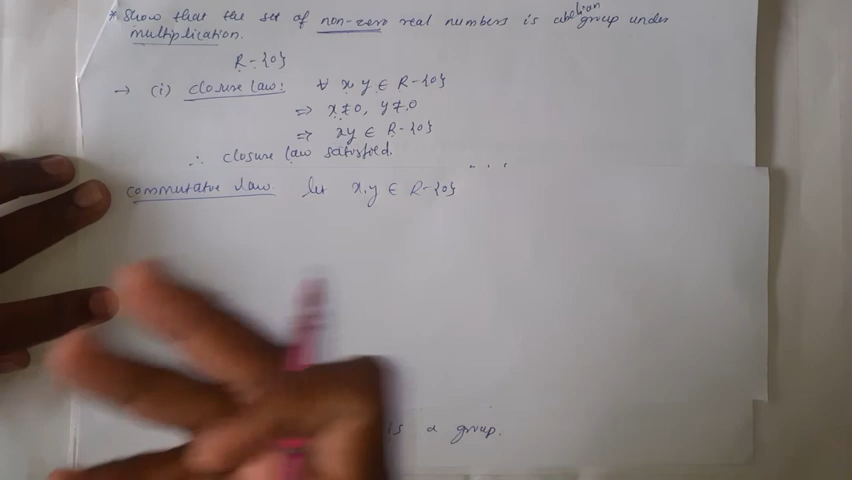 * Show that the set of non-zero real numbers is abelian group under
multiplication.
R - {0}
→ (i) closure law: ∀ x, y ∈ R - {0}
⇒ x ≠ 0, y ≠ 0
⇒ xy ∈ R - {0}
∴ closure law satisfied.
commutative law. let x, y ∈ R - {0}
is a group.